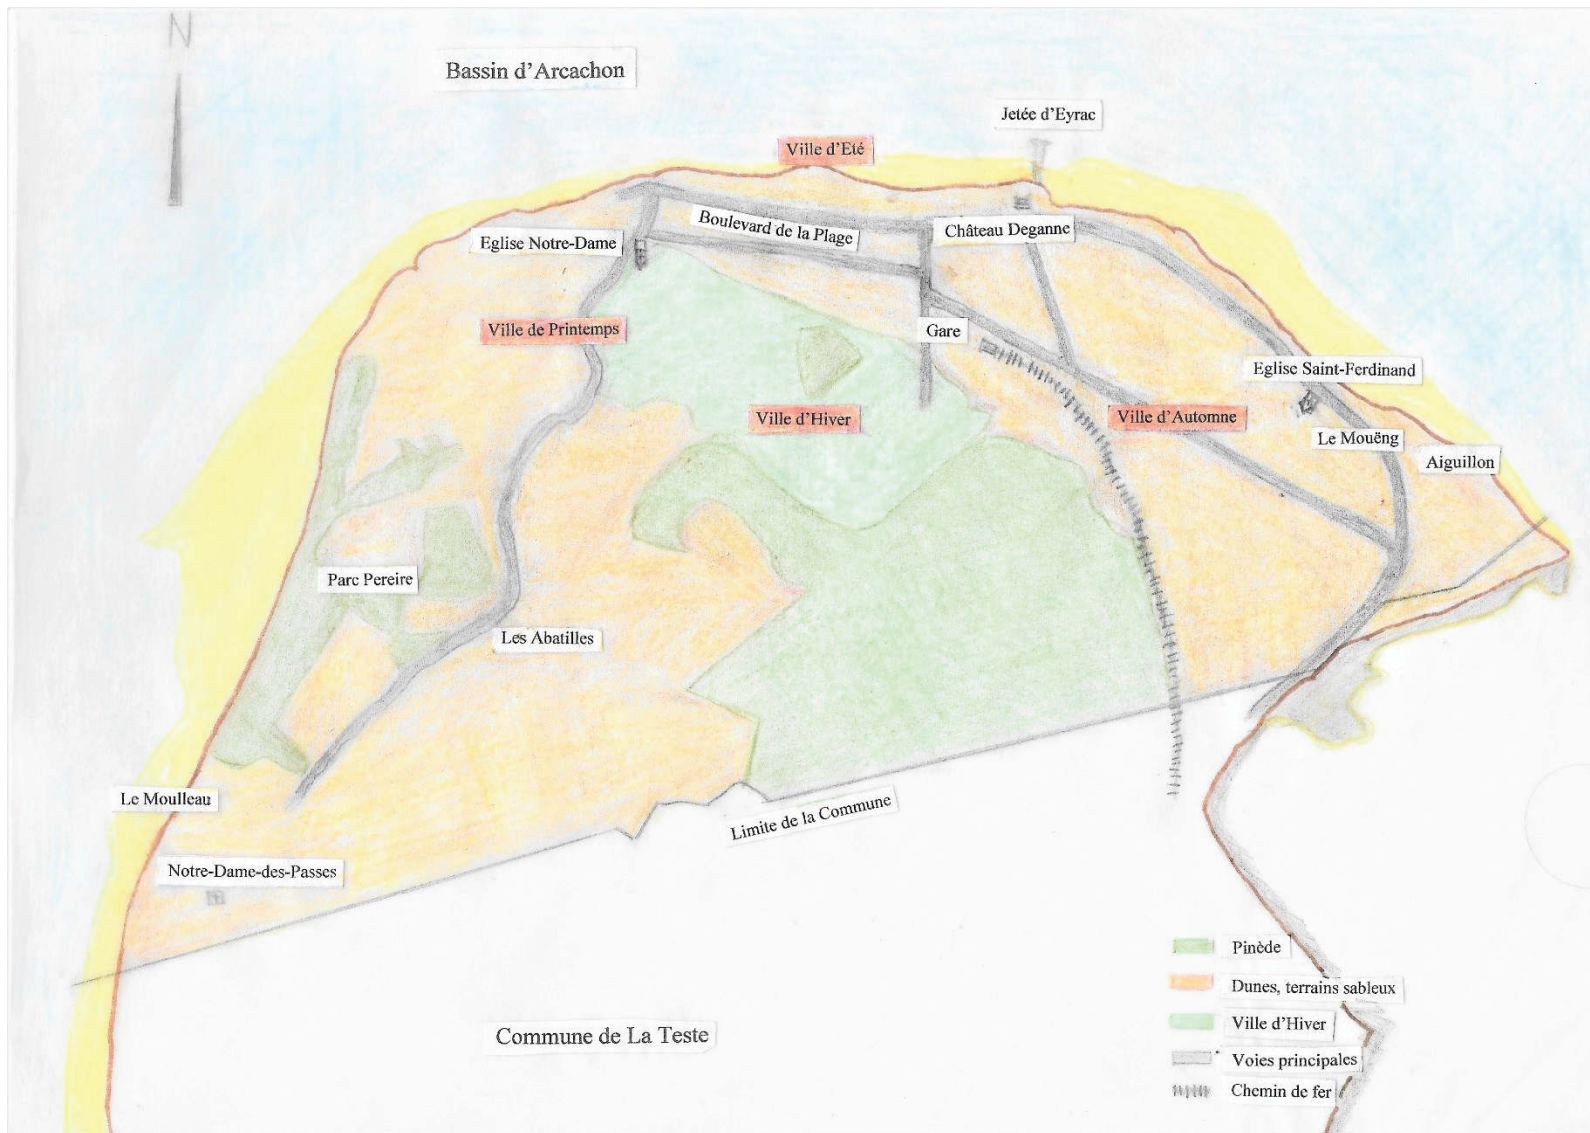 N
Bassin d'Arcachon
Jetée d'Eyrac
Ville d'Eté
Boulevard de la Plage
Château Deganne
Eglise Notre-Dame
Ville de Printemps
Gare
Eglise Saint-Ferdinand
Ville d'Hiver
Ville d'Automne
Le Mouëng
Aiguillon
Parc Pereire
Les Abatilles
Le Moulleau
Limite de la Commune
Notre-Dame-des-Passes
Commune de La Teste
Pinède
Dunes, terrains sableux
Ville d'Hiver
Voies principales
Chemin de fer